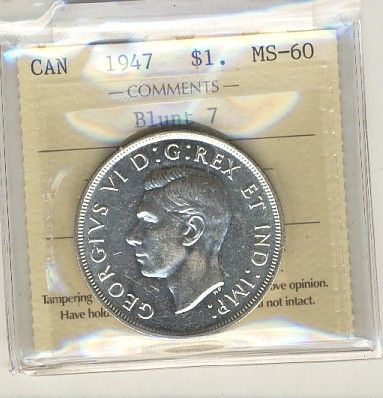 CAN 1947 $1. MS-60
— COMMENTS —
Blunt 7
GEORGIVS VI D:G:REX ET IND:IMP:
ove opinion.
Tampering not intact.
Have hold